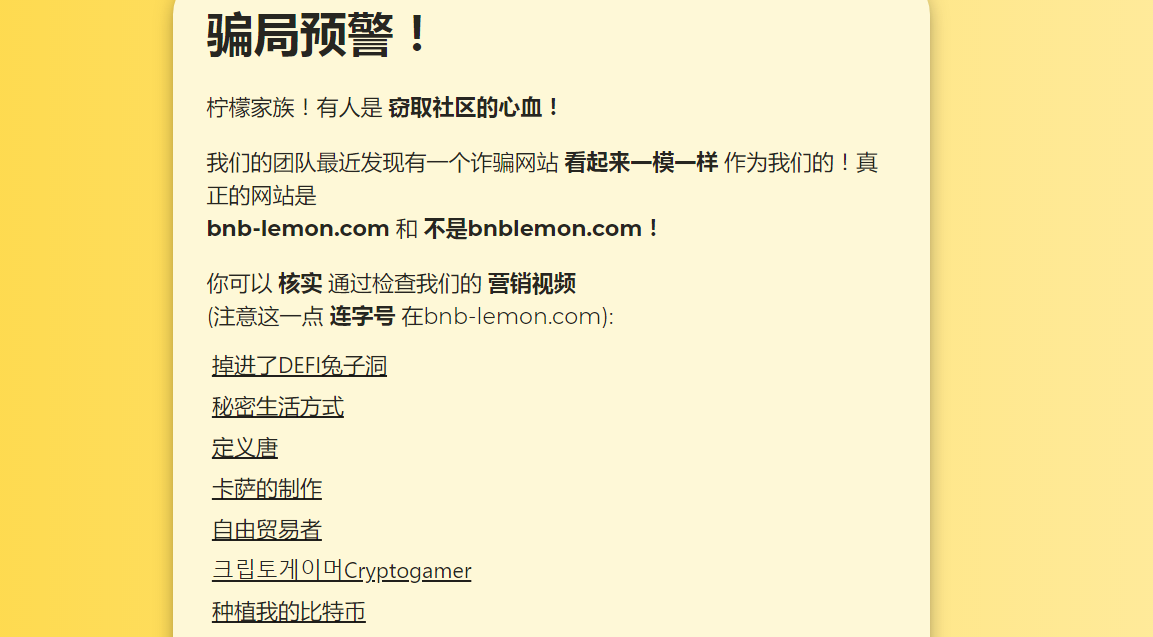 骗局预警！
柠檬家族！有人是 窃取社区的心血！
我们的团队最近发现有一个诈骗网站 看起来一模一样 作为我们的！真
正的网站是
bnb-lemon.com 和 不是bnblemon.com！
你可以 核实 通过检查我们的 营销视频
(注意这一点 连字号 在bnb-lemon.com):
掉进了DEFI兔子洞
秘密生活方式
定义唐
卡萨的制作
自由贸易者
크립토게이머Cryptogamer
种植我的比特币